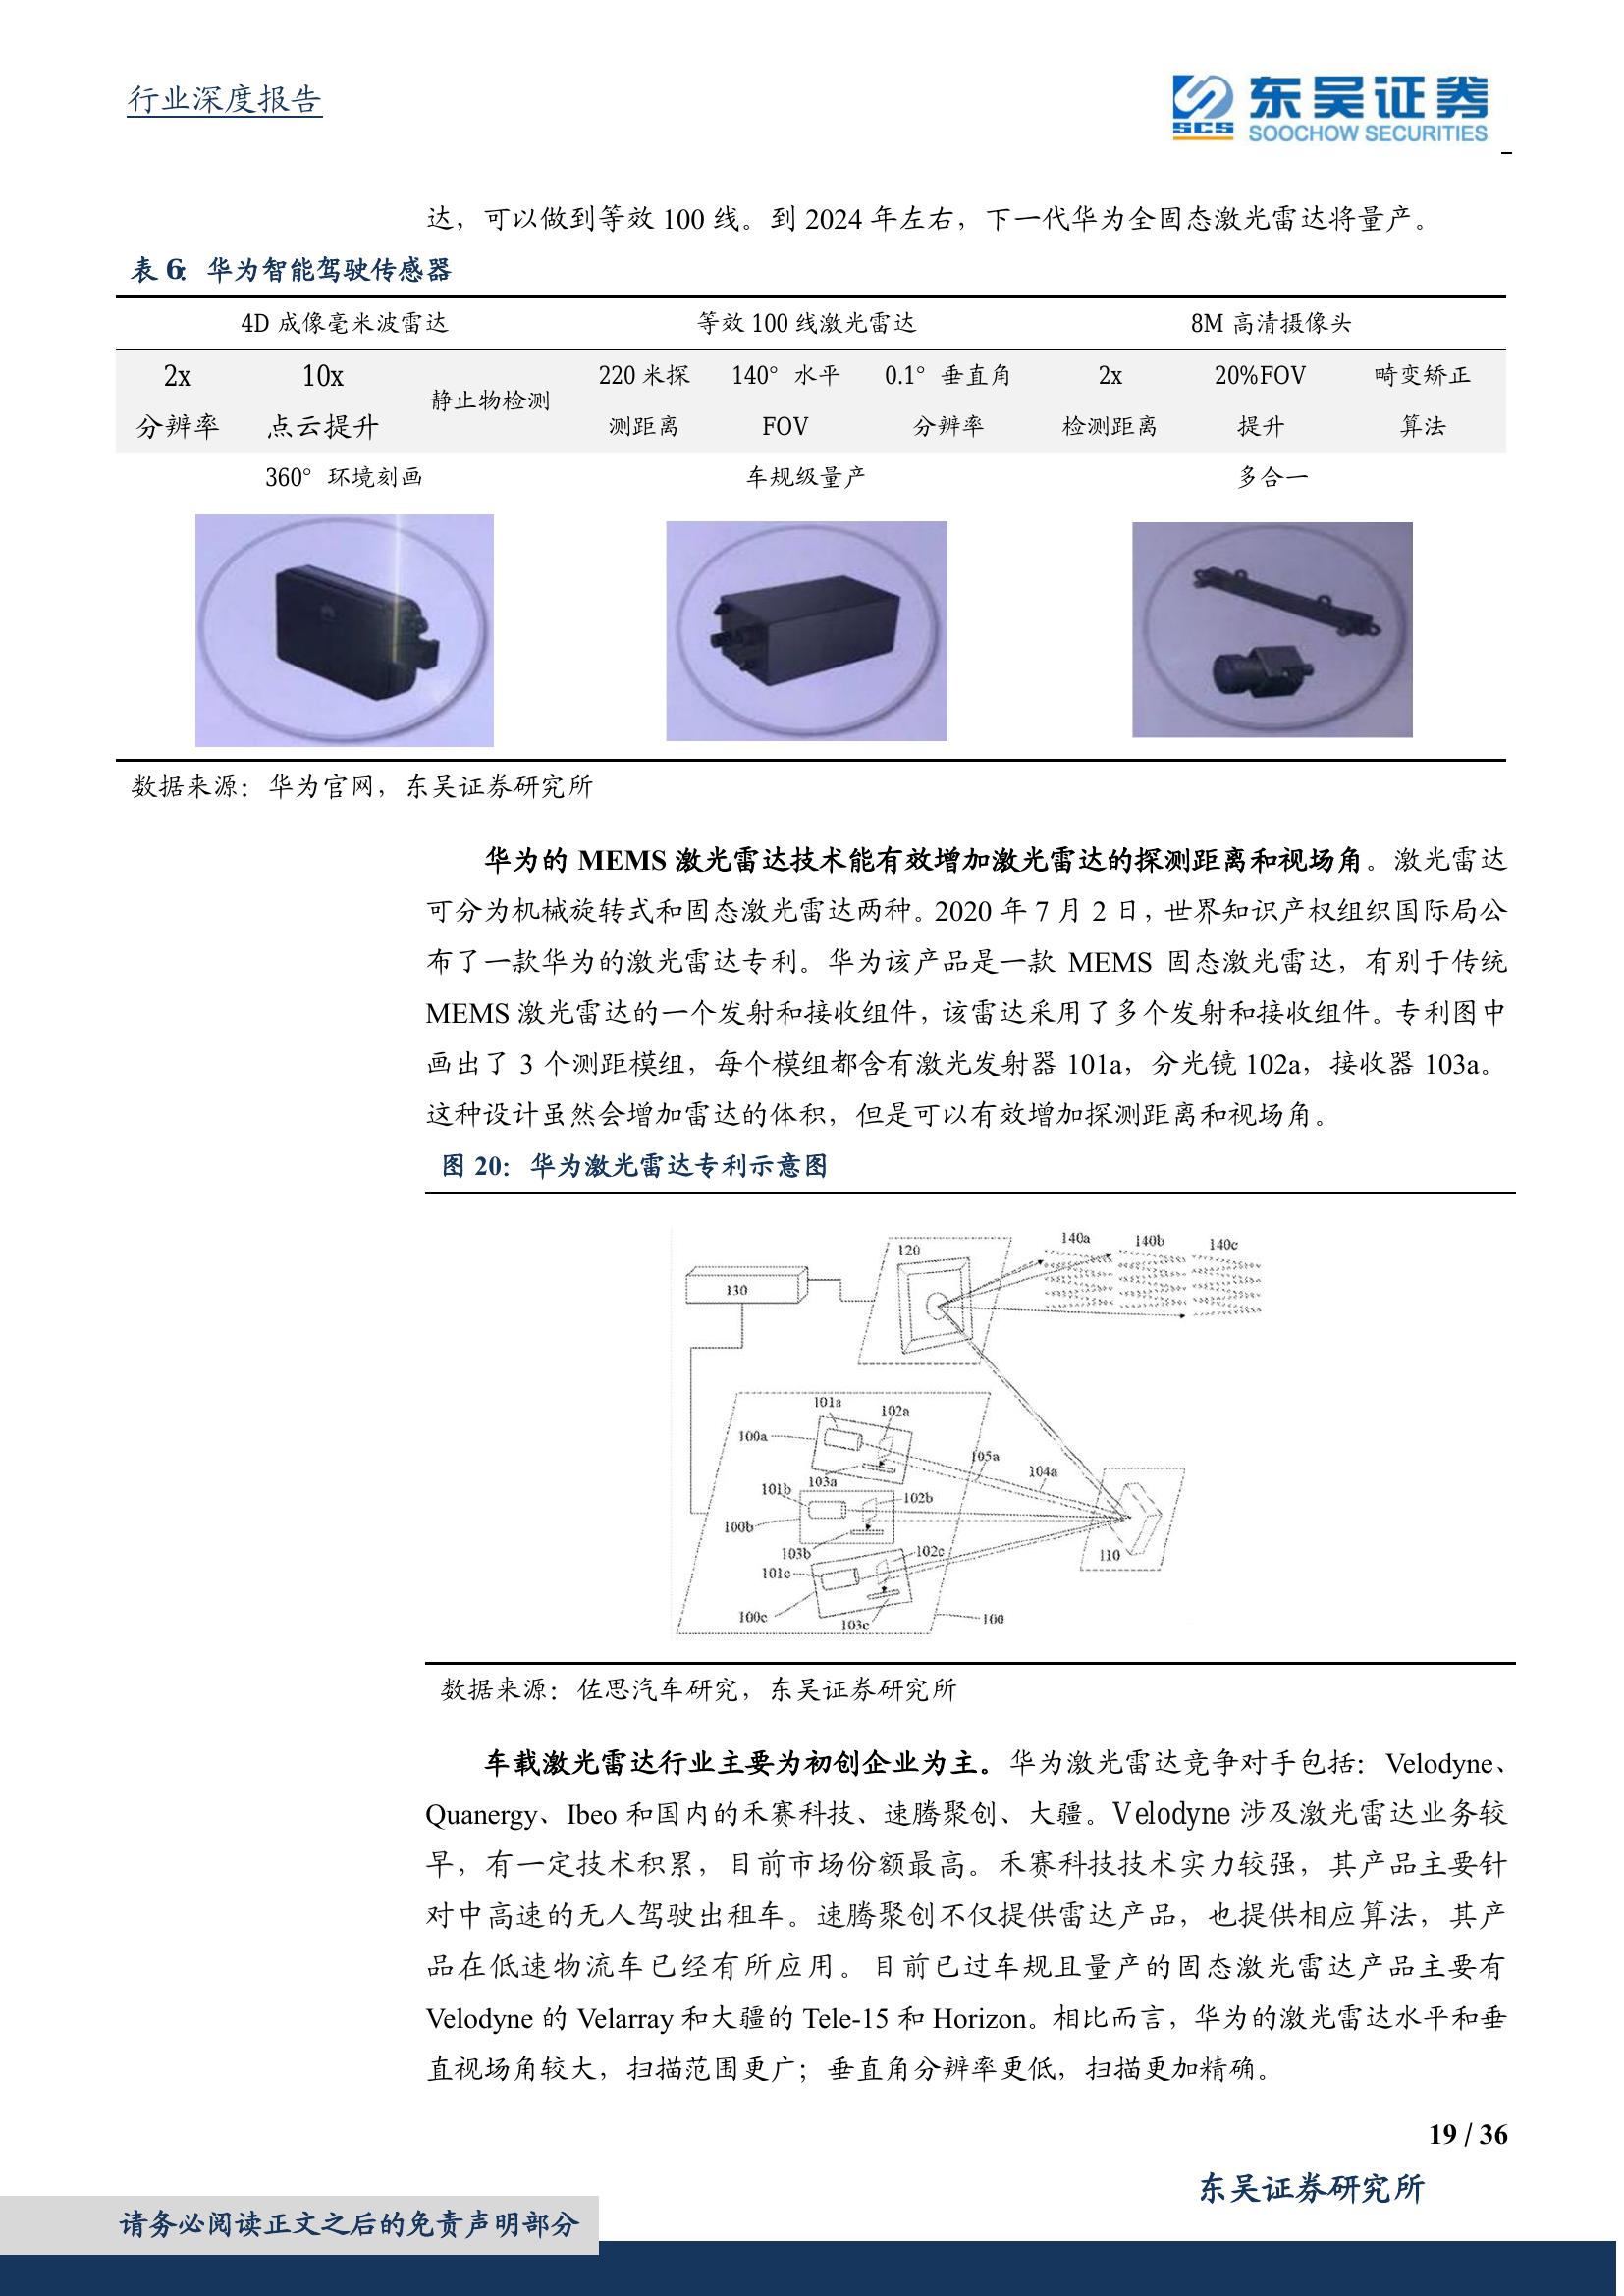 行业深度报告
东吴证券
SCS
SOOCHOW SECURITIES
达，可以做到等效 100 线。到 2024 年左右，下一代华为全固态激光雷达将量产。
表 6：华为智能驾驶传感器
4D 成像毫米波雷达 等效 100 线激光雷达 8M 高清摄像头
2x 10x 静止物检测 220 米探 140° 水平 0.1° 垂直角 2x 20%FOV 畸变矫正
分辨率 点云提升 测距离 FOV 分辨率 检测距离 提升 算法
360° 环境刻画 车规级量产 多合一
数据来源：华为官网，东吴证券研究所
华为的 MEMS 激光雷达技术能有效增加激光雷达的探测距离和视场角。激光雷达
可分为机械旋转式和固态激光雷达两种。2020 年 7 月 2 日，世界知识产权组织国际局公
布了一款华为的激光雷达专利。华为该产品是一款 MEMS 固态激光雷达，有别于传统
MEMS 激光雷达的一个发射和接收组件，该雷达采用了多个发射和接收组件。专利图中
画出了 3 个测距模组，每个模组都含有激光发射器 101a，分光镜 102a，接收器 103a。
这种设计虽然会增加雷达的体积，但是可以有效增加探测距离和视场角。
图 20：华为激光雷达专利示意图
140a 140b 140c
120
130
101a
102a
100a
105a
104a
103a
101b
102b
100b
103b
102c
110
101c
100c
103c
100
数据来源：佐思汽车研究，东吴证券研究所
车载激光雷达行业主要为初创企业为主。华为激光雷达竞争对手包括：Velodyne、
Quanergy、Ibeo 和国内的禾赛科技、速腾聚创、大疆。Velodyne 涉及激光雷达业务较
早，有一定技术积累，目前市场份额最高。禾赛科技技术实力较强，其产品主要针
对中高速的无人驾驶出租车。速腾聚创不仅提供雷达产品，也提供相应算法，其产
品在低速物流车已经有所应用。目前已过车规且量产的固态激光雷达产品主要有
Velodyne 的 Velarray 和大疆的 Tele-15 和 Horizon。相比而言，华为的激光雷达水平和垂
直视场角较大，扫描范围更广；垂直角分辨率更低，扫描更加精确。
19 / 36
东吴证券研究所
请务必阅读正文之后的免责声明部分